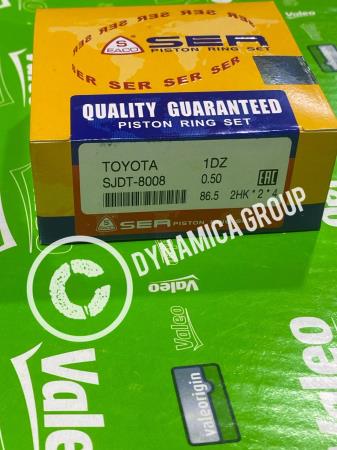 SER
S
EACO
SER
PISTON RING SET
SER SER SER SER
QUALITY GUARANTEED
PISTON RING SET
TOYOTA 1DZ
SJDT-8008 0.50
EAC
86.5 2HK * 2 * 4
S SER PISTON
DYNAMICA GROUP
Valeo
Valeo
Valeo
valeorigin
Valeo